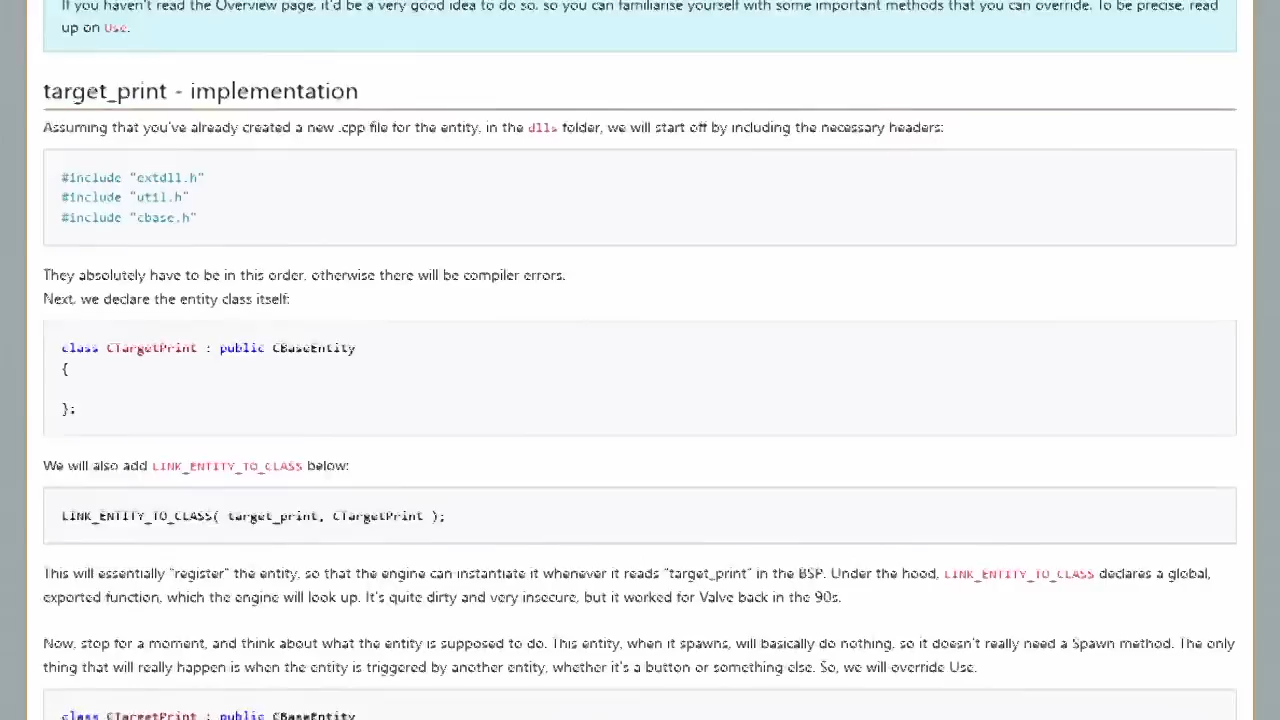 If you haven't read the Overview page, it'd be a very good idea to do so, so you can familiarise yourself with some important methods that you can override. To be precise, read
up on Use.
target_print - implementation
Assuming that you've already created a new .cpp file for the entity, in the dlls folder, we will start off by including the necessary headers:
#include "extdll.h"
#include "util.h"
#include "cbase.h"
They absolutely have to be in this order, otherwise there will be compiler errors.
Next, we declare the entity class itself:
class CTargetPrint : public CBaseEntity
{
};
We will also add LINK_ENTITY_TO_CLASS below:
LINK_ENTITY_TO_CLASS( target_print, CTargetPrint );
This will essentially "register" the entity, so that the engine can instantiate it whenever it reads "target_print" in the BSP. Under the hood, LINK_ENTITY_TO_CLASS declares a global,
exported function, which the engine will look up. It's quite dirty and very insecure, but it worked for Valve back in the 90s.
Now, stop for a moment, and think about what the entity is supposed to do. This entity, when it spawns, will basically do nothing, so it doesn't really need a Spawn method. The only
thing that will really happen is when the entity is triggered by another entity, whether it's a button or something else. So, we will override Use.
class CTargetPrint : public CBaseEntity